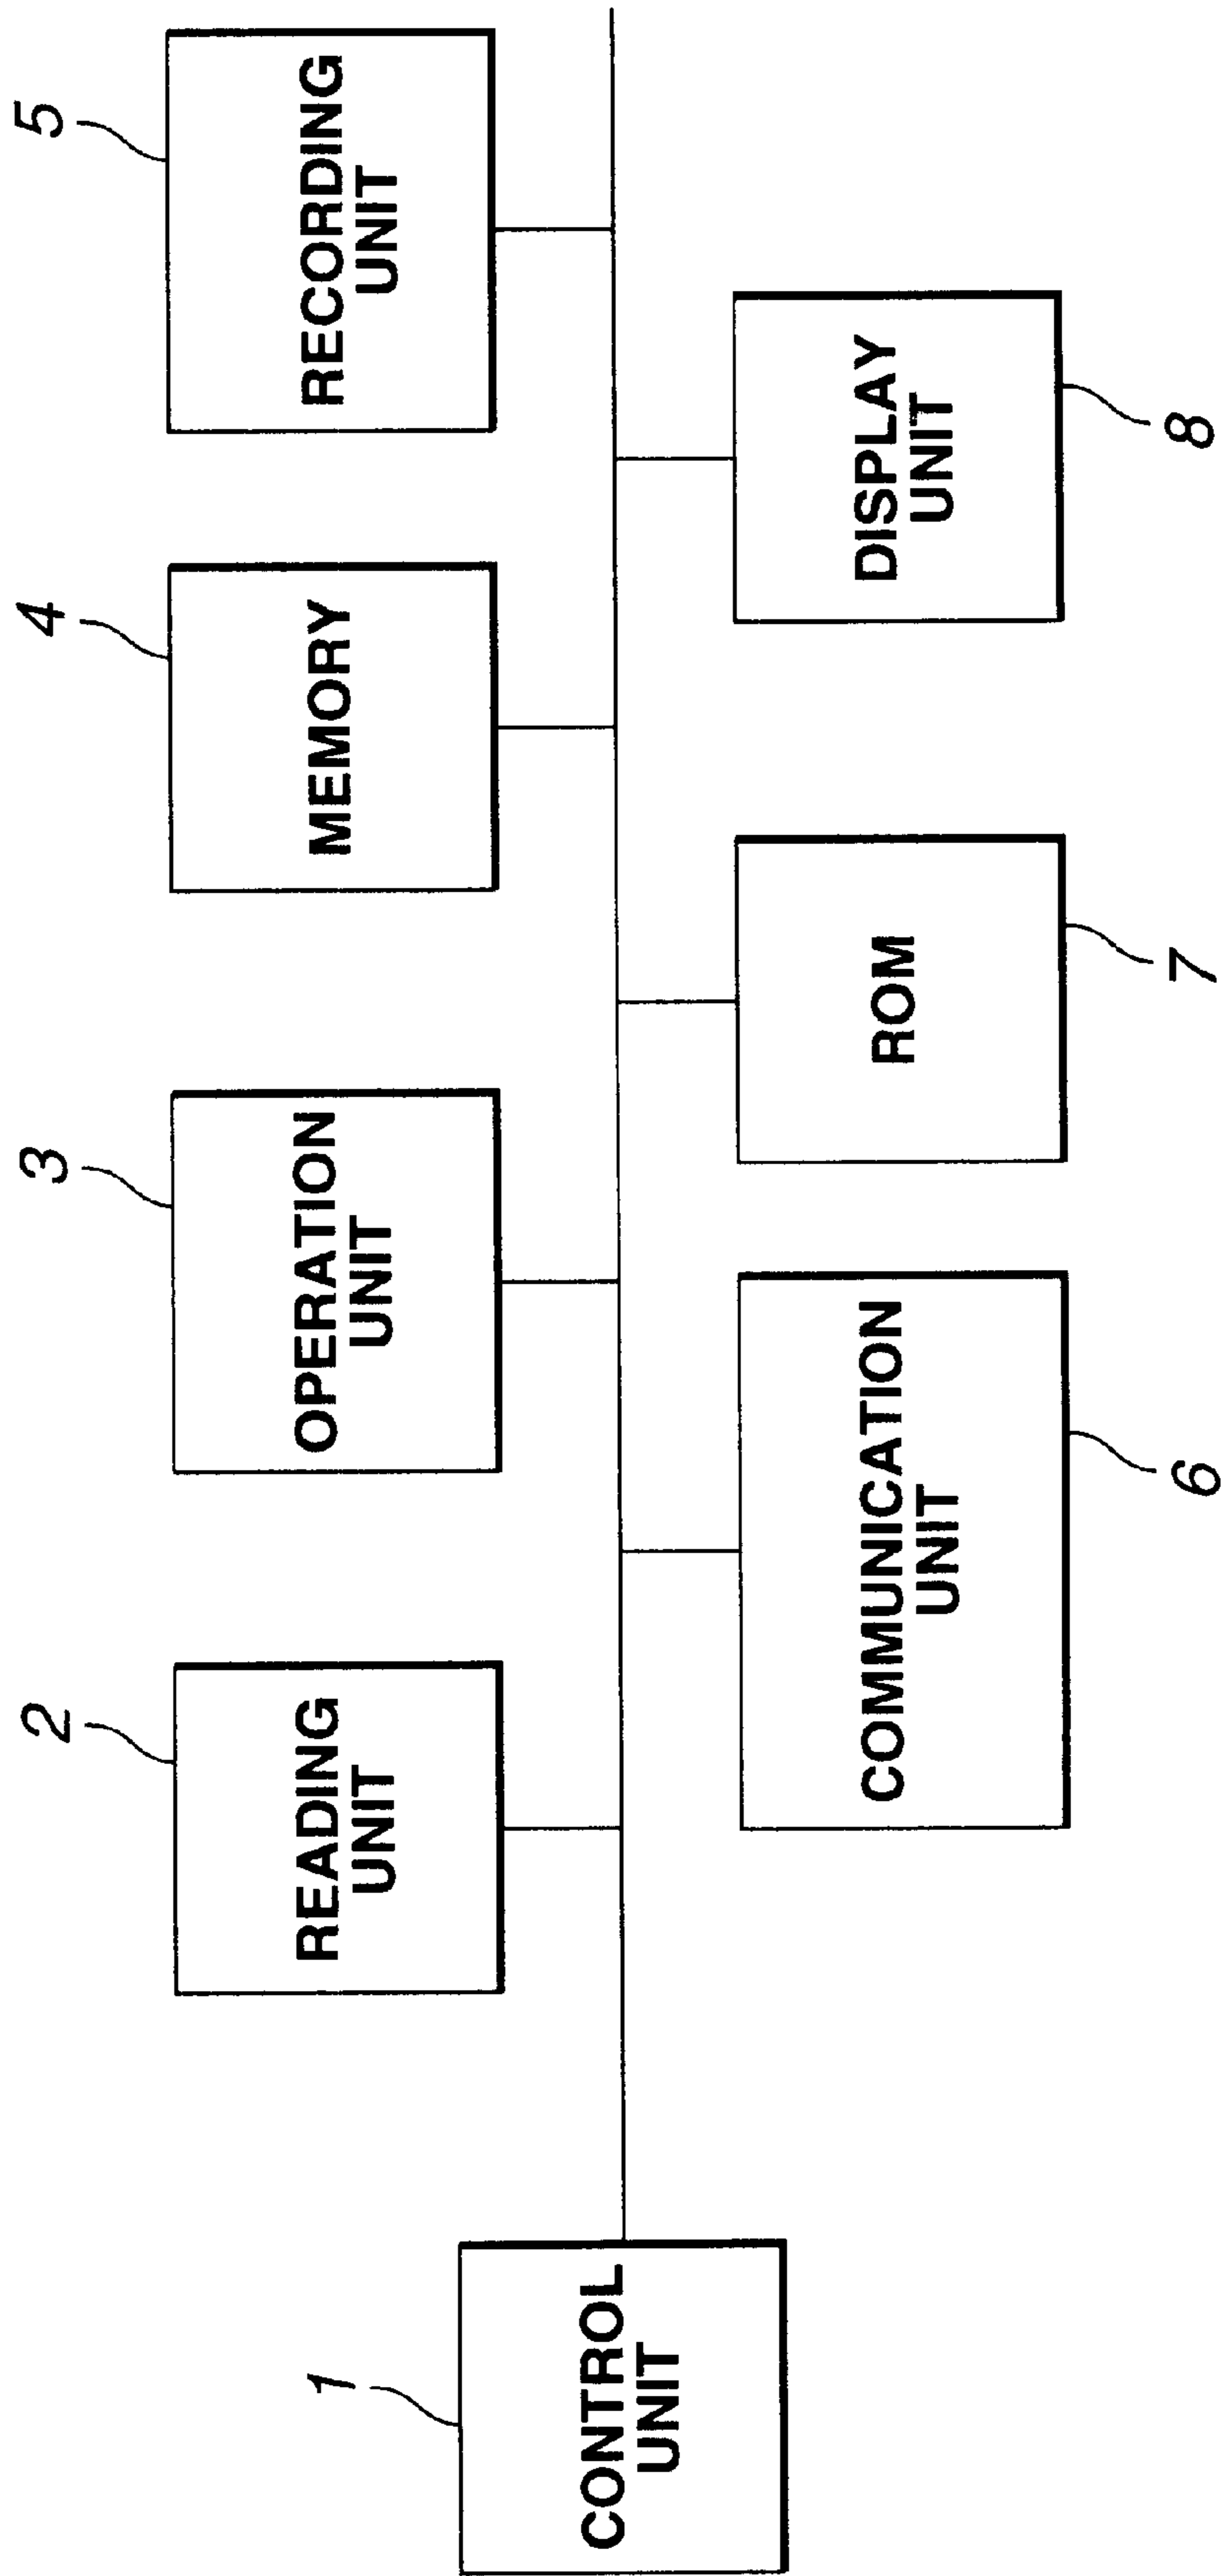 1
CONTROL
UNIT
2
READING
UNIT
3
OPERATION
UNIT
4
MEMORY
5
RECORDING
UNIT
COMMUNICATION
UNIT
6
ROM
7
DISPLAY
UNIT
8